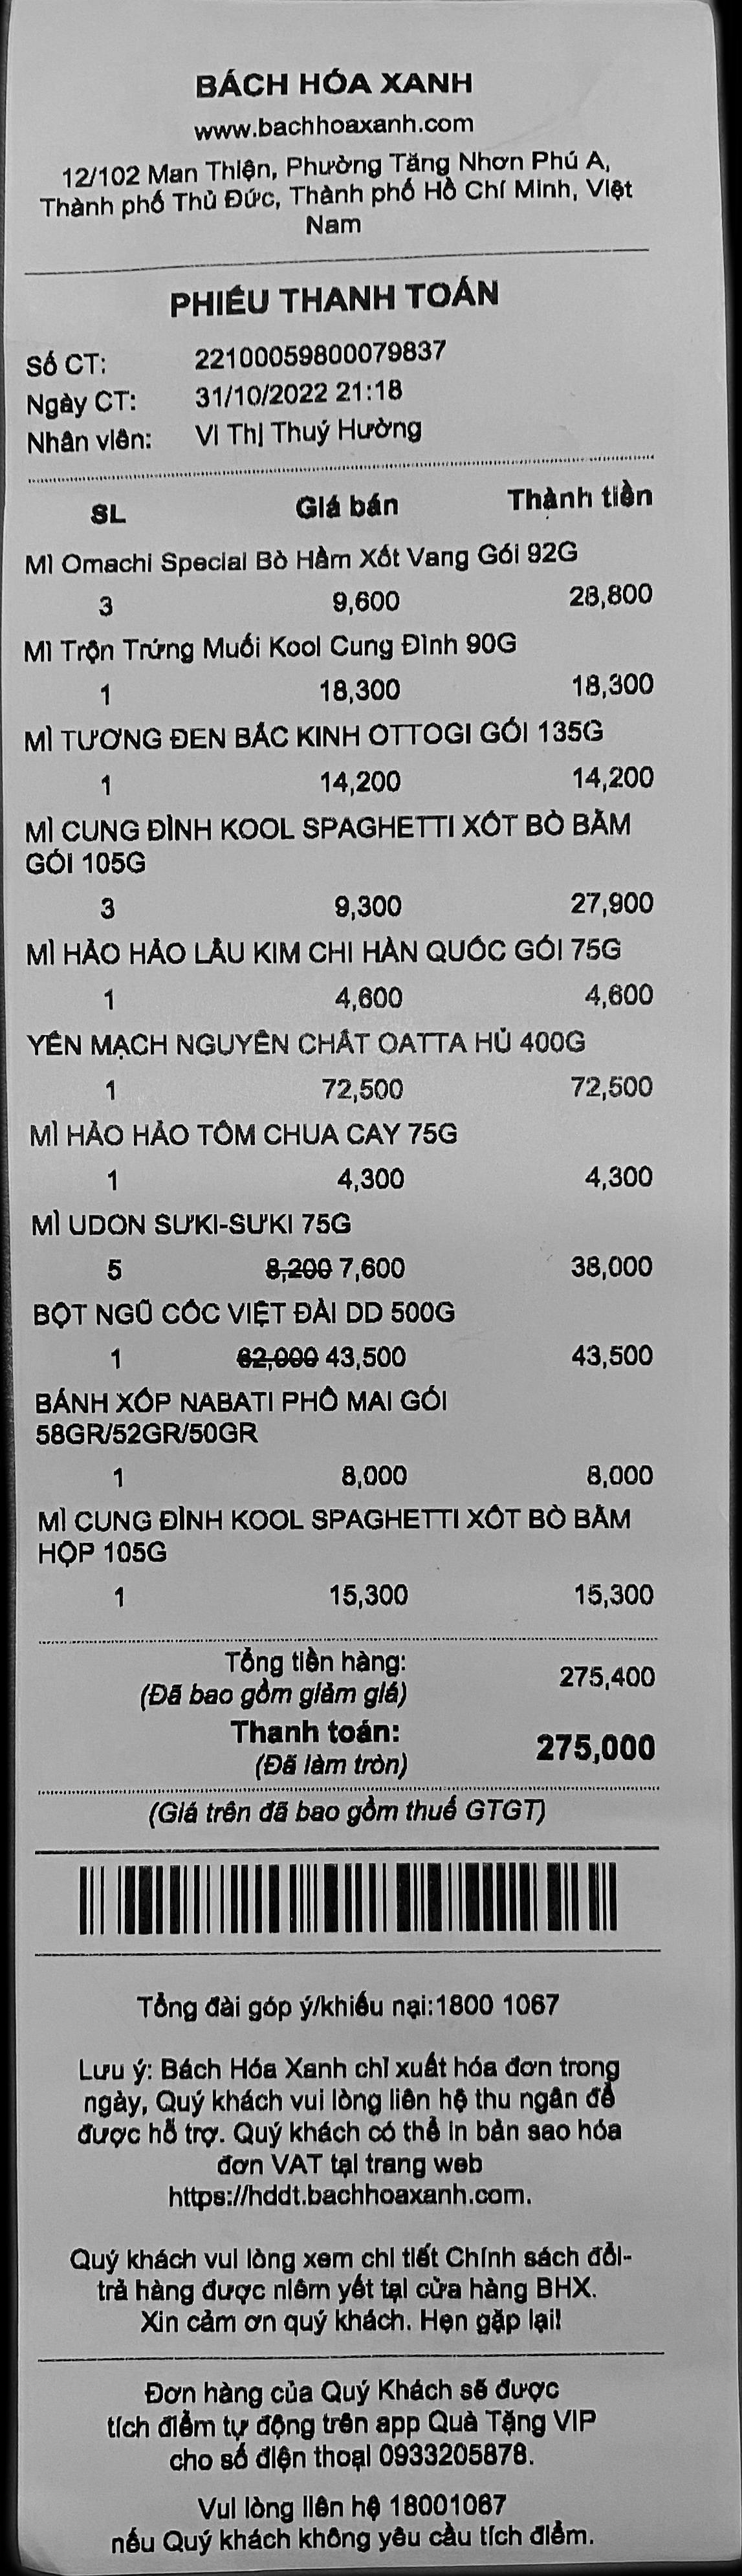 BÁCH HÓA XANH
www.bachhoaxanh.com
12/102 Man Thiện, Phường Tăng Nhơn Phú A,
Thành phố Thủ Đức, Thành phố Hồ Chí Minh, Việt
Nam
PHIẾU THANH TOÁN
Số CT: 22100059800079837
Ngày CT: 31/10/2022 21:18
Nhân viên: Vi Thị Thuý Hường
SL Giá bán Thành tiền
Mì Omachi Special Bò Hầm Xốt Vang Gói 92G
3 9,600 28,800
Mì Trộn Trứng Muối Kool Cung Đình 90G
1 18,300 18,300
MÌ TƯƠNG ĐEN BẮC KINH OTTOGI GÓI 135G
1 14,200 14,200
MÌ CUNG ĐÌNH KOOL SPAGHETTI XỐT BÒ BẰM
GÓI 105G
3 9,300 27,900
MÌ HẢO HẢO LẨU KIM CHI HÀN QUỐC GÓI 75G
1 4,600 4,600
YẾN MẠCH NGUYÊN CHẤT OATTA HỦ 400G
1 72,500 72,500
MÌ HẢO HẢO TÔM CHUA CAY 75G
1 4,300 4,300
MÌ UDON SƯKI-SƯKI 75G
5 8,200 7,600 38,000
BỘT NGŨ CỐC VIỆT ĐÀI DD 500G
1 62,000 43,500 43,500
BÁNH XỐP NABATI PHÔ MAI GÓI
58GR/52GR/50GR
1 8,000 8,000
MÌ CUNG ĐÌNH KOOL SPAGHETTI XỐT BÒ BẰM
HỘP 105G
1 15,300 15,300
Tổng tiền hàng: 275,400
(Đã bao gồm giảm giá)
Thanh toán: 275,000
(Đã làm tròn)
(Giá trên đã bao gồm thuế GTGT)
Tổng đài góp ý/khiếu nại:1800 1067
Lưu ý: Bách Hóa Xanh chỉ xuất hóa đơn trong
ngày, Quý khách vui lòng liên hệ thu ngân để
được hỗ trợ. Quý khách có thể in bản sao hóa
đơn VAT tại trang web
https://hddt.bachhoaxanh.com.
Quý khách vui lòng xem chi tiết Chính sách đổi-
trả hàng được niêm yết tại cửa hàng BHX.
Xin cảm ơn quý khách. Hẹn gặp lại!
Đơn hàng của Quý Khách sẽ được
tích điểm tự động trên app Quà Tặng VIP
cho số điện thoại 0933205878.
Vui lòng liên hệ 18001067
nếu Quý khách không yêu cầu tích điểm.